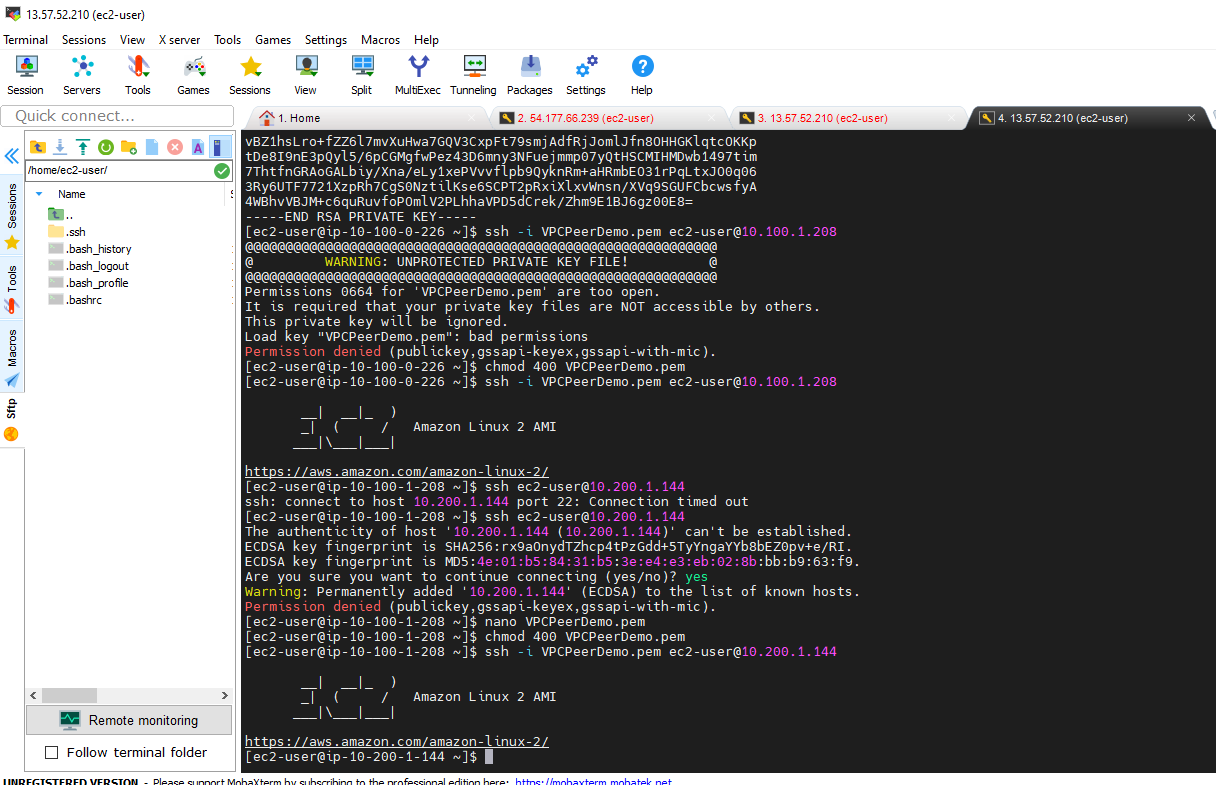 13.57.52.210 (ec2-user)
Terminal Sessions View X server Tools Games Settings Macros Help
Session Servers Tools Games Sessions View Split MultiExec Tunneling Packages Settings Help
Quick connect...
1. Home
2. 54.177.66.239 (ec2-user)
3. 13.57.52.210 (ec2-user)
4. 13.57.52.210 (ec2-user)
/home/ec2-user/
Name
..
.ssh
.bash_history
.bash_logout
.bash_profile
.bashrc
Sessions
Tools
Macros
Sftp
Remote monitoring
Follow terminal folder
vBZ1hsLro+fZZ6l7mvXuHwa7GQV3CxpFt79smjAdfRjJomlJfn8OHHGKlqtcOKKp
tDe8I9nE3pQyl5/6pCGMgfwPez43D6mny3NFuejmmp07yQtHSCMIHMDwb1497tim
7ThtfnGRAoGALbiy/Xna/eLy1xePVvvflpb9QyknRm+aHRmbEO31rPqLtxJO0q06
3Ry6UTF7721XzpRh7CgS0NztilKse6SCPT2pRxiXlxvWnsn/XVq9SGUFCbcwsfyA
4WBhvVBJM+c6quRuvfoPOmlV2PLhhaVPD5dCrek/Zhm9E1BJ6gz00E8=
-----END RSA PRIVATE KEY-----
[ec2-user@ip-10-100-0-226 ~]$ ssh -i VPCPeerDemo.pem ec2-user@10.100.1.208
@@@@@@@@@@@@@@@@@@@@@@@@@@@@@@@@@@@@@@@@@@@@@@@@@@@@@@@@@@@
@         WARNING: UNPROTECTED PRIVATE KEY FILE!          @
@@@@@@@@@@@@@@@@@@@@@@@@@@@@@@@@@@@@@@@@@@@@@@@@@@@@@@@@@@@
Permissions 0664 for 'VPCPeerDemo.pem' are too open.
It is required that your private key files are NOT accessible by others.
This private key will be ignored.
Load key "VPCPeerDemo.pem": bad permissions
Permission denied (publickey,gssapi-keyex,gssapi-with-mic).
[ec2-user@ip-10-100-0-226 ~]$ chmod 400 VPCPeerDemo.pem
[ec2-user@ip-10-100-0-226 ~]$ ssh -i VPCPeerDemo.pem ec2-user@10.100.1.208
       __|  __|_  )
       _|  (     /   Amazon Linux 2 AMI
      ___|\___|___|
https://aws.amazon.com/amazon-linux-2/
[ec2-user@ip-10-100-1-208 ~]$ ssh ec2-user@10.200.1.144
ssh: connect to host 10.200.1.144 port 22: Connection timed out
[ec2-user@ip-10-100-1-208 ~]$ ssh ec2-user@10.200.1.144
The authenticity of host '10.200.1.144 (10.200.1.144)' can't be established.
ECDSA key fingerprint is SHA256:rx9aOnydTZhcp4tPzGdd+5TyYngaYYb8bEZ0pv+e/RI.
ECDSA key fingerprint is MD5:4e:01:b5:84:31:b5:3e:e4:e3:eb:02:8b:bb:b9:63:f9.
Are you sure you want to continue connecting (yes/no)? yes
Warning: Permanently added '10.200.1.144' (ECDSA) to the list of known hosts.
Permission denied (publickey,gssapi-keyex,gssapi-with-mic).
[ec2-user@ip-10-100-1-208 ~]$ nano VPCPeerDemo.pem
[ec2-user@ip-10-100-1-208 ~]$ chmod 400 VPCPeerDemo.pem
[ec2-user@ip-10-100-1-208 ~]$ ssh -i VPCPeerDemo.pem ec2-user@10.200.1.144
       __|  __|_  )
       _|  (     /   Amazon Linux 2 AMI
      ___|\___|___|
https://aws.amazon.com/amazon-linux-2/
[ec2-user@ip-10-200-1-144 ~]$
UNREGISTERED VERSION - Please support MobaXterm by subscribing to the professional edition here: https://mobaxterm.mobatek.net